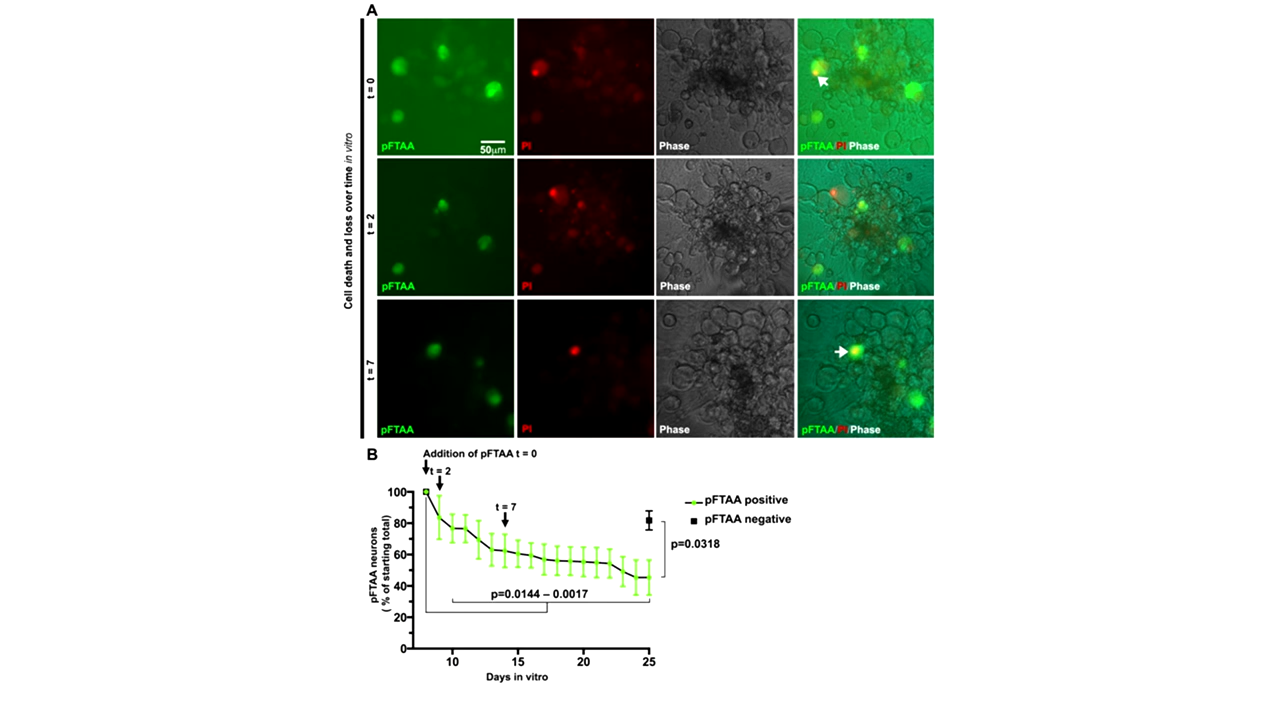 A
Cell death and loss over time in vitro
t = 0
pFTAA
50µm
PI
Phase
pFTAA/PI/Phase
t = 2
pFTAA
PI
Phase
pFTAA/PI/Phase
t = 7
pFTAA
PI
Phase
pFTAA/PI/Phase
B
Addition of pFTAA t = 0
t = 2
t = 7
pFTAA neurons
( % of starting total)
100
80
60
40
20
0
10
15
20
25
Days in vitro
p=0.0144 – 0.0017
pFTAA positive
pFTAA negative
p=0.0318